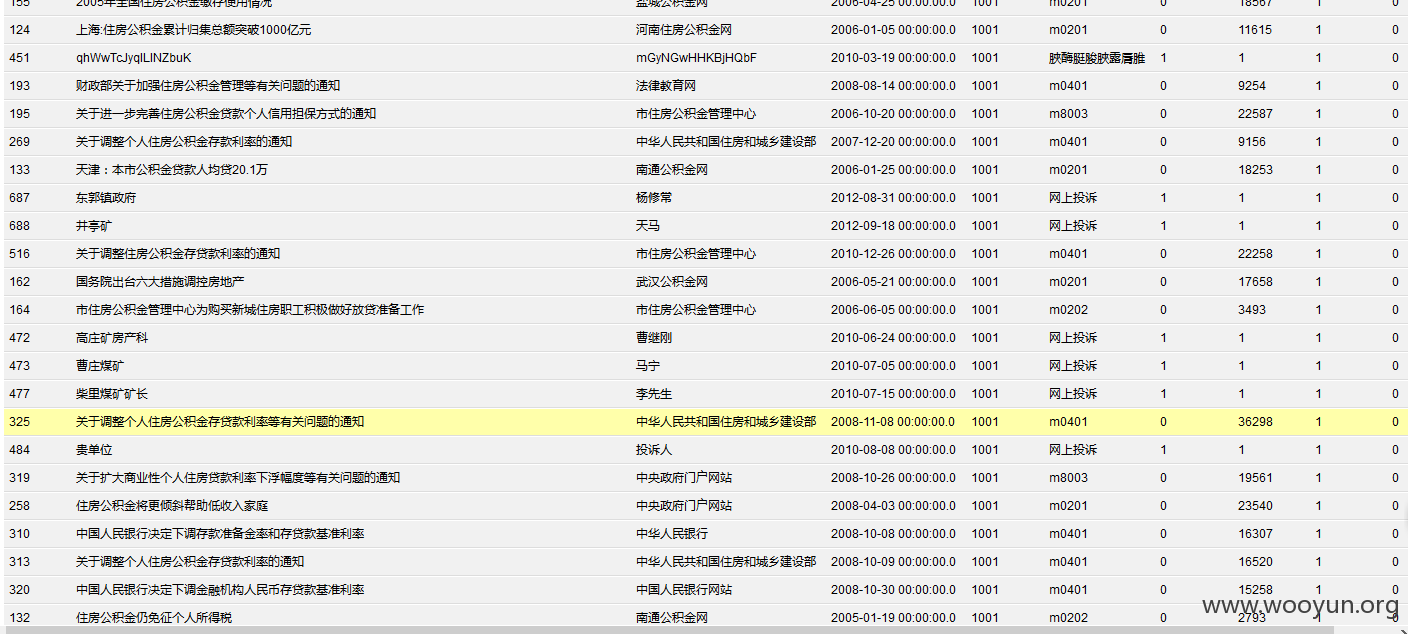 155 2005年全国住房公积金缴存使用情况 盐城公积金网 2006-04-25 00:00:00.0 1001 m0201 0 18567 1 0
124 上海:住房公积金累计归集总额突破1000亿元 河南住房公积金网 2006-01-05 00:00:00.0 1001 m0201 0 11615 1 0
451 qhWwTcJyqlLINZbuK mGyNGwHHKBjHQbF 2010-03-19 00:00:00.0 1001 1 1 1 0
193 财政部关于加强住房公积金管理等有关问题的通知 法律教育网 2008-08-14 00:00:00.0 1001 m0401 0 9254 1 0
195 关于进一步完善住房公积金贷款个人信用担保方式的通知 市住房公积金管理中心 2006-10-20 00:00:00.0 1001 m8003 0 22587 1 0
269 关于调整个人住房公积金存款利率的通知 中华人民共和国住房和城乡建设部 2007-12-20 00:00:00.0 1001 m0401 0 9156 1 0
133 天津：本市公积金贷款人均贷20.1万 南通公积金网 2006-01-25 00:00:00.0 1001 m0201 0 18253 1 0
687 东郭镇政府 杨修常 2012-08-31 00:00:00.0 1001 网上投诉 1 1 1 0
688 井亭矿 天马 2012-09-18 00:00:00.0 1001 网上投诉 1 1 1 0
516 关于调整住房公积金存贷款利率的通知 市住房公积金管理中心 2010-12-26 00:00:00.0 1001 m0401 0 22258 1 0
162 国务院出台六大措施调控房地产 武汉公积金网 2006-05-21 00:00:00.0 1001 m0201 0 17658 1 0
164 市住房公积金管理中心为购买新城住房职工积极做好放贷准备工作 市住房公积金管理中心 2006-06-05 00:00:00.0 1001 m0202 0 3493 1 0
472 高庄矿房产科 曹继刚 2010-06-24 00:00:00.0 1001 网上投诉 1 1 1 0
473 曹庄煤矿 马宁 2010-07-05 00:00:00.0 1001 网上投诉 1 1 1 0
477 柴里煤矿矿长 李先生 2010-07-15 00:00:00.0 1001 网上投诉 1 1 1 0
325 关于调整个人住房公积金存贷款利率等有关问题的通知 中华人民共和国住房和城乡建设部 2008-11-08 00:00:00.0 1001 m0401 0 36298 1 0
484 贵单位 投诉人 2010-08-08 00:00:00.0 1001 网上投诉 1 1 1 0
319 关于扩大商业性个人住房贷款利率下浮幅度等有关问题的通知 中央政府门户网站 2008-10-26 00:00:00.0 1001 m8003 0 19561 1 0
258 住房公积金将更倾斜帮助低收入家庭 中央政府门户网站 2008-04-03 00:00:00.0 1001 m0201 0 23540 1 0
310 中国人民银行决定下调存款准备金率和存贷款基准利率 中华人民银行 2008-10-08 00:00:00.0 1001 m0401 0 16307 1 0
313 关于调整个人住房公积金存贷款利率的通知 中华人民共和国住房和城乡建设部 2008-10-09 00:00:00.0 1001 m0401 0 16520 1 0
320 中国人民银行决定下调金融机构人民币存贷款基准利率 中国人民银行网站 2008-10-30 00:00:00.0 1001 m0401 0 15258 1 0
www.wooyun.org
132 住房公积金仍免征个人所得税 南通公积金网 2005-01-19 00:00:00.0 1001 m0202 0 2793 1 0